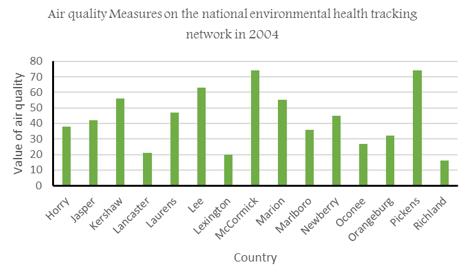 Air quality Measures on the national environmental health tracking
network in 2004
Value of air quality
80
70
60
50
40
30
20
10
0
Horry
Jasper
Kershaw
Lancaster
Laurens
Lee
Lexington
McCormick
Marion
Marlboro
Newberry
Oconee
Orangeburg
Pickens
Richland
Country